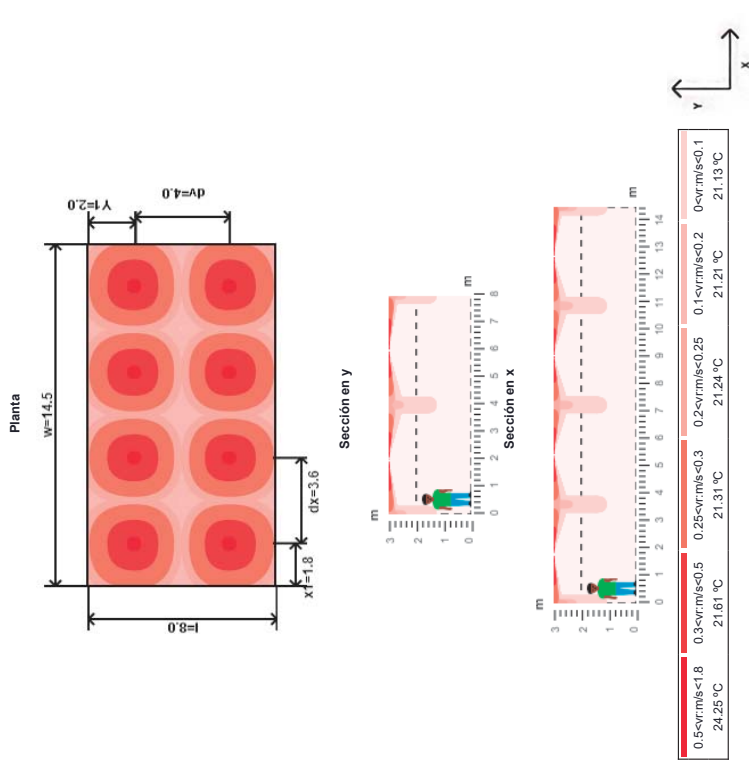 Planta
w=14.5
Y1=2.0
dv=4.0
l=8.0
x1=1.8
dx=3.6
Sección en y
m
3
2
1
0
0 1 2 3 4 5 6 7 8
m
Sección en x
m
3
2
1
0
0 1 2 3 4 5 6 7 8 9 10 11 12 13 14
m
0.5<vr:m/s<1.8
24.25 ºC
0.3<vr:m/s<0.5
21.61 ºC
0.25<vr:m/s<0.3
21.31 ºC
0.2<vr:m/s<0.25
21.24 ºC
0.1<vr:m/s<0.2
21.21 ºC
0<vr:m/s<0.1
21.13 ºC
Y
X